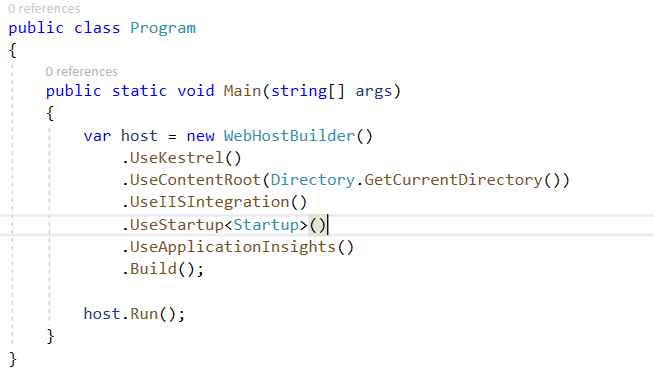 0 references
public class Program
{
0 references
public static void Main(string[] args)
{
var host = new WebHostBuilder()
.UseKestrel()
.UseContentRoot(Directory.GetCurrentDirectory())
.UseIISIntegration()
.UseStartup<Startup>()
.UseApplicationInsights()
.Build();
host.Run();
}
}